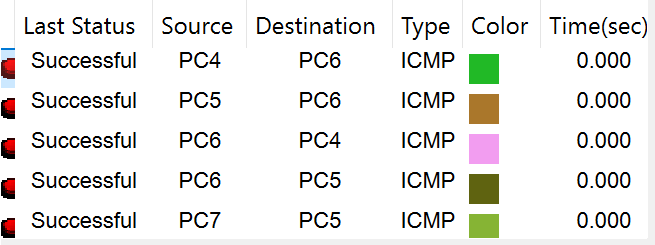 Last Status Source Destination Type Color Time(sec)
Successful PC4 PC6 ICMP 0.000
Successful PC5 PC6 ICMP 0.000
Successful PC6 PC4 ICMP 0.000
Successful PC6 PC5 ICMP 0.000
Successful PC7 PC5 ICMP 0.000